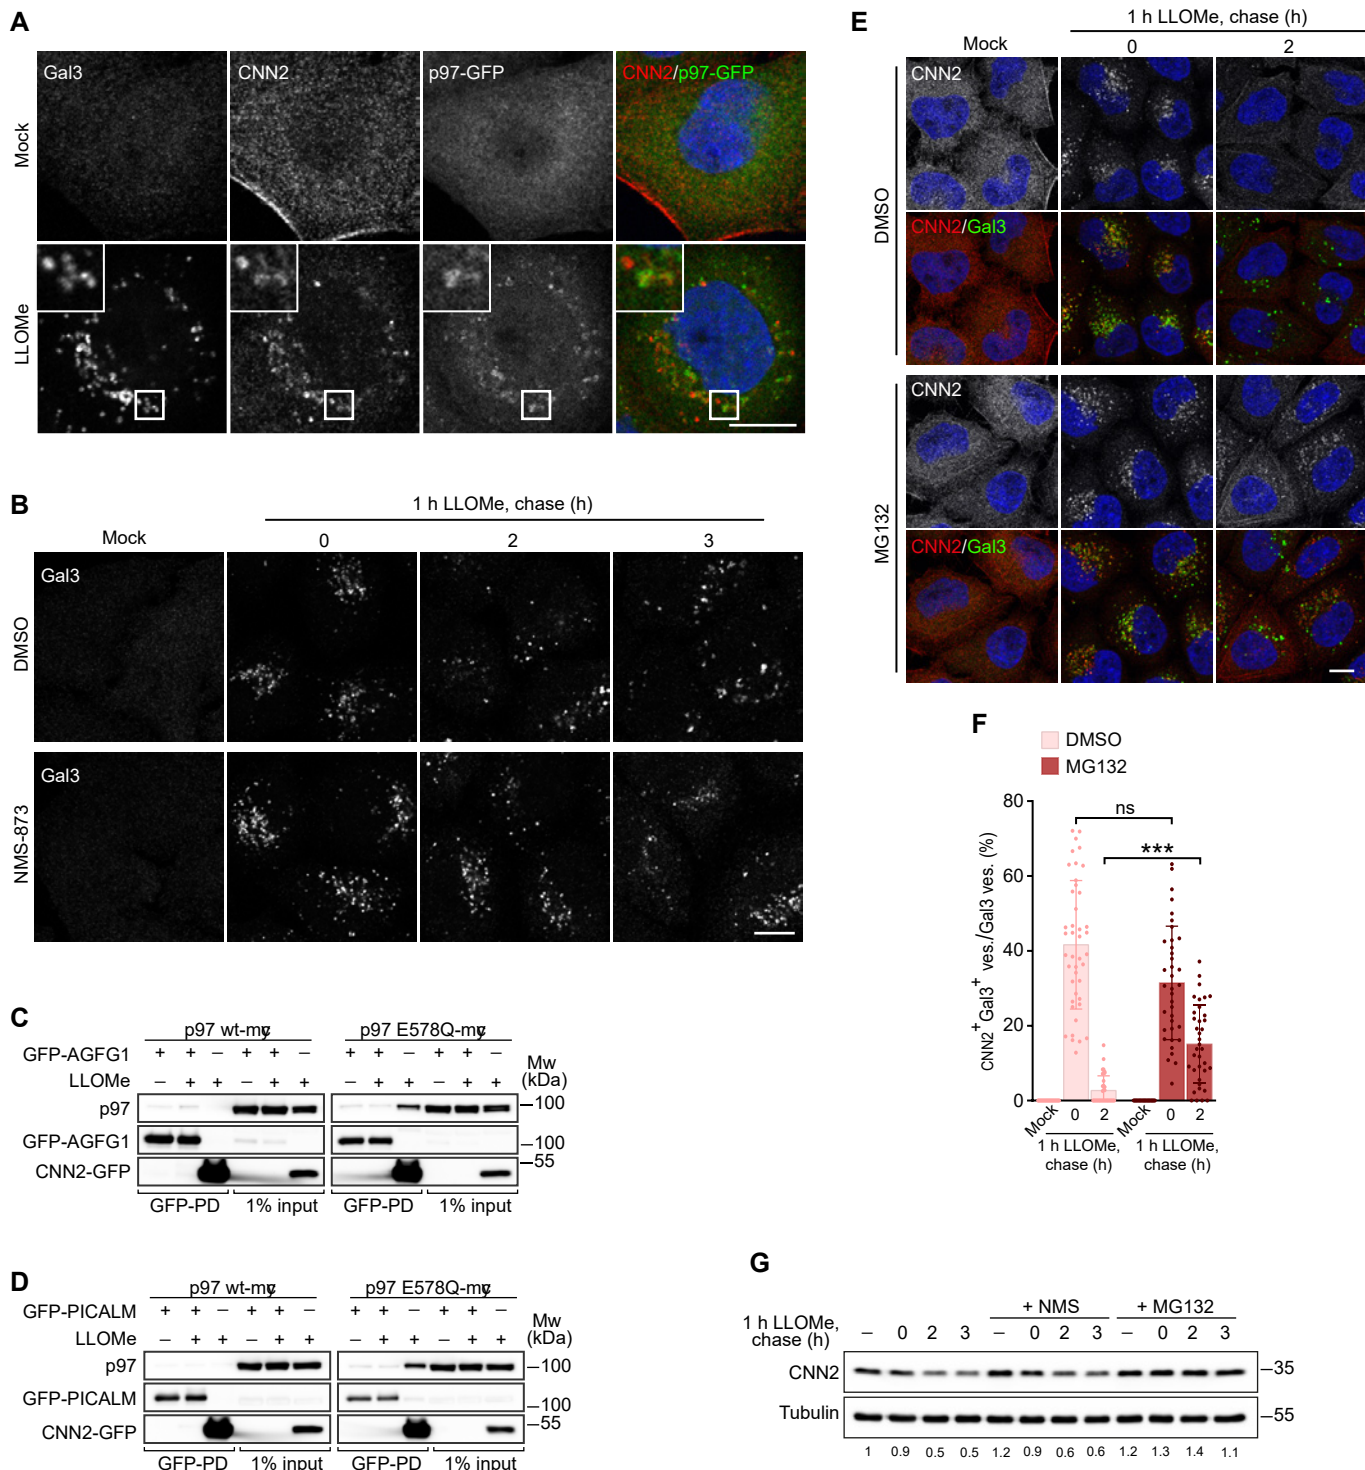 A
Gal3 CNN2 p97-GFP CNN2/p97-GFP
Mock
LLOMe
B
1 h LLOMe, chase (h)
Mock 0 2 3
Gal3
DMSO
Gal3
NMS-873
C
p97 wt-myc p97 E578Q-myc
GFP-AGFG1 + + – + + – + + – + + –
LLOMe – + + – + + – + + – + +
Mw
(kDa)
p97 –100
GFP-AGFG1 –100
CNN2-GFP –55
GFP-PD 1% input GFP-PD 1% input
D
p97 wt-myc p97 E578Q-myc
GFP-PICALM + + – + + – + + – + + –
LLOMe – + + – + + – + + – + +
Mw
(kDa)
p97 –100
GFP-PICALM –100
CNN2-GFP –55
GFP-PD 1% input GFP-PD 1% input
E
1 h LLOMe, chase (h)
Mock 0 2
CNN2
DMSO
CNN2/Gal3
CNN2
MG132
CNN2/Gal3
F
DMSO
MG132
CNN2+Gal3+ ves./Gal3 ves. (%)
80
60
40
20
0
ns
***
Mock 0 2 Mock 0 2
1 h LLOMe, chase (h) 1 h LLOMe, chase (h)
G
+ NMS + MG132
1 h LLOMe, chase (h) – 0 2 3 – 0 2 3 – 0 2 3
CNN2 –35
Tubulin –55
1 0.9 0.5 0.5 1.2 0.9 0.6 0.6 1.2 1.3 1.4 1.1